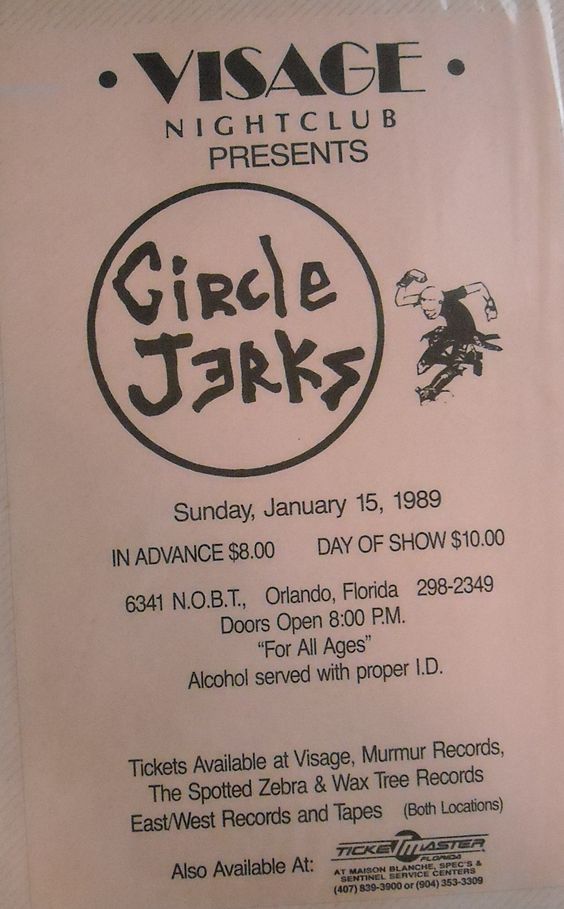 • VISAGE •
NIGHTCLUB
PRESENTS
CiRclE
JERKS
Sunday, January 15, 1989
IN ADVANCE $8.00 DAY OF SHOW $10.00
6341 N.O.B.T., Orlando, Florida 298-2349
Doors Open 8:00 P.M.
"For All Ages"
Alcohol served with proper I.D.
Tickets Available at Visage, Murmur Records,
The Spotted Zebra & Wax Tree Records
East/West Records and Tapes (Both Locations)
Also Available At:
TICKETMASTER
FLORIDA
AT MAISON BLANCHE, SPEC'S &
SENTINEL SERVICE CENTERS
(407) 839-3900 or (904) 353-3309